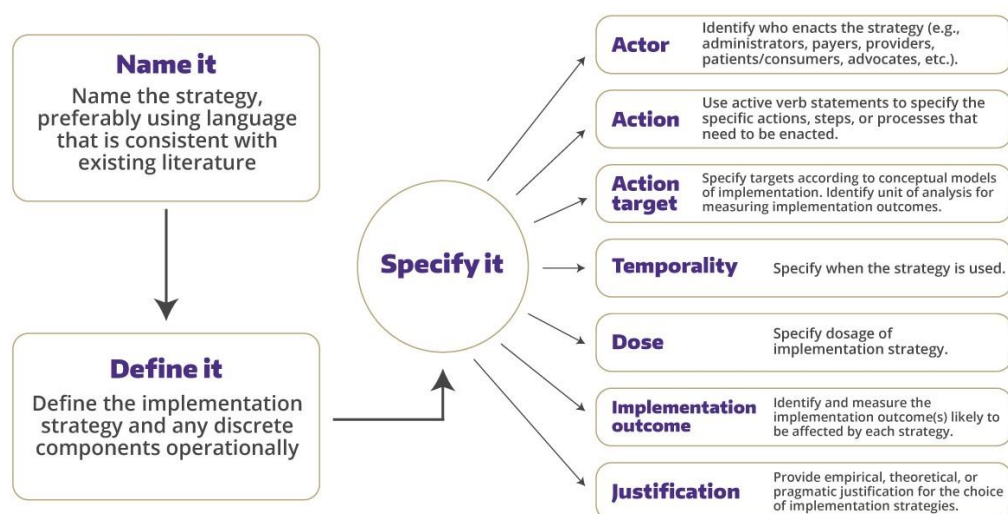 Name it
Name the strategy,
preferably using language
that is consistent with
existing literature
Define it
Define the implementation
strategy and any discrete
components operationally
Specify it
Actor
Identify who enacts the strategy (e.g.,
administrators, payers, providers,
patients/consumers, advocates, etc.).
Action
Use active verb statements to specify the
specific actions, steps, or processes that
need to be enacted.
Action
target
Specify targets according to conceptual models
of implementation. Identify unit of analysis for
measuring implementation outcomes.
Temporality
Specify when the strategy is used.
Dose
Specify dosage of
implementation strategy.
Implementation
outcome
Identify and measure the
implementation outcome(s) likely to
be affected by each strategy.
Justification
Provide empirical, theoretical, or
pragmatic justification for the choice
of implementation strategies.